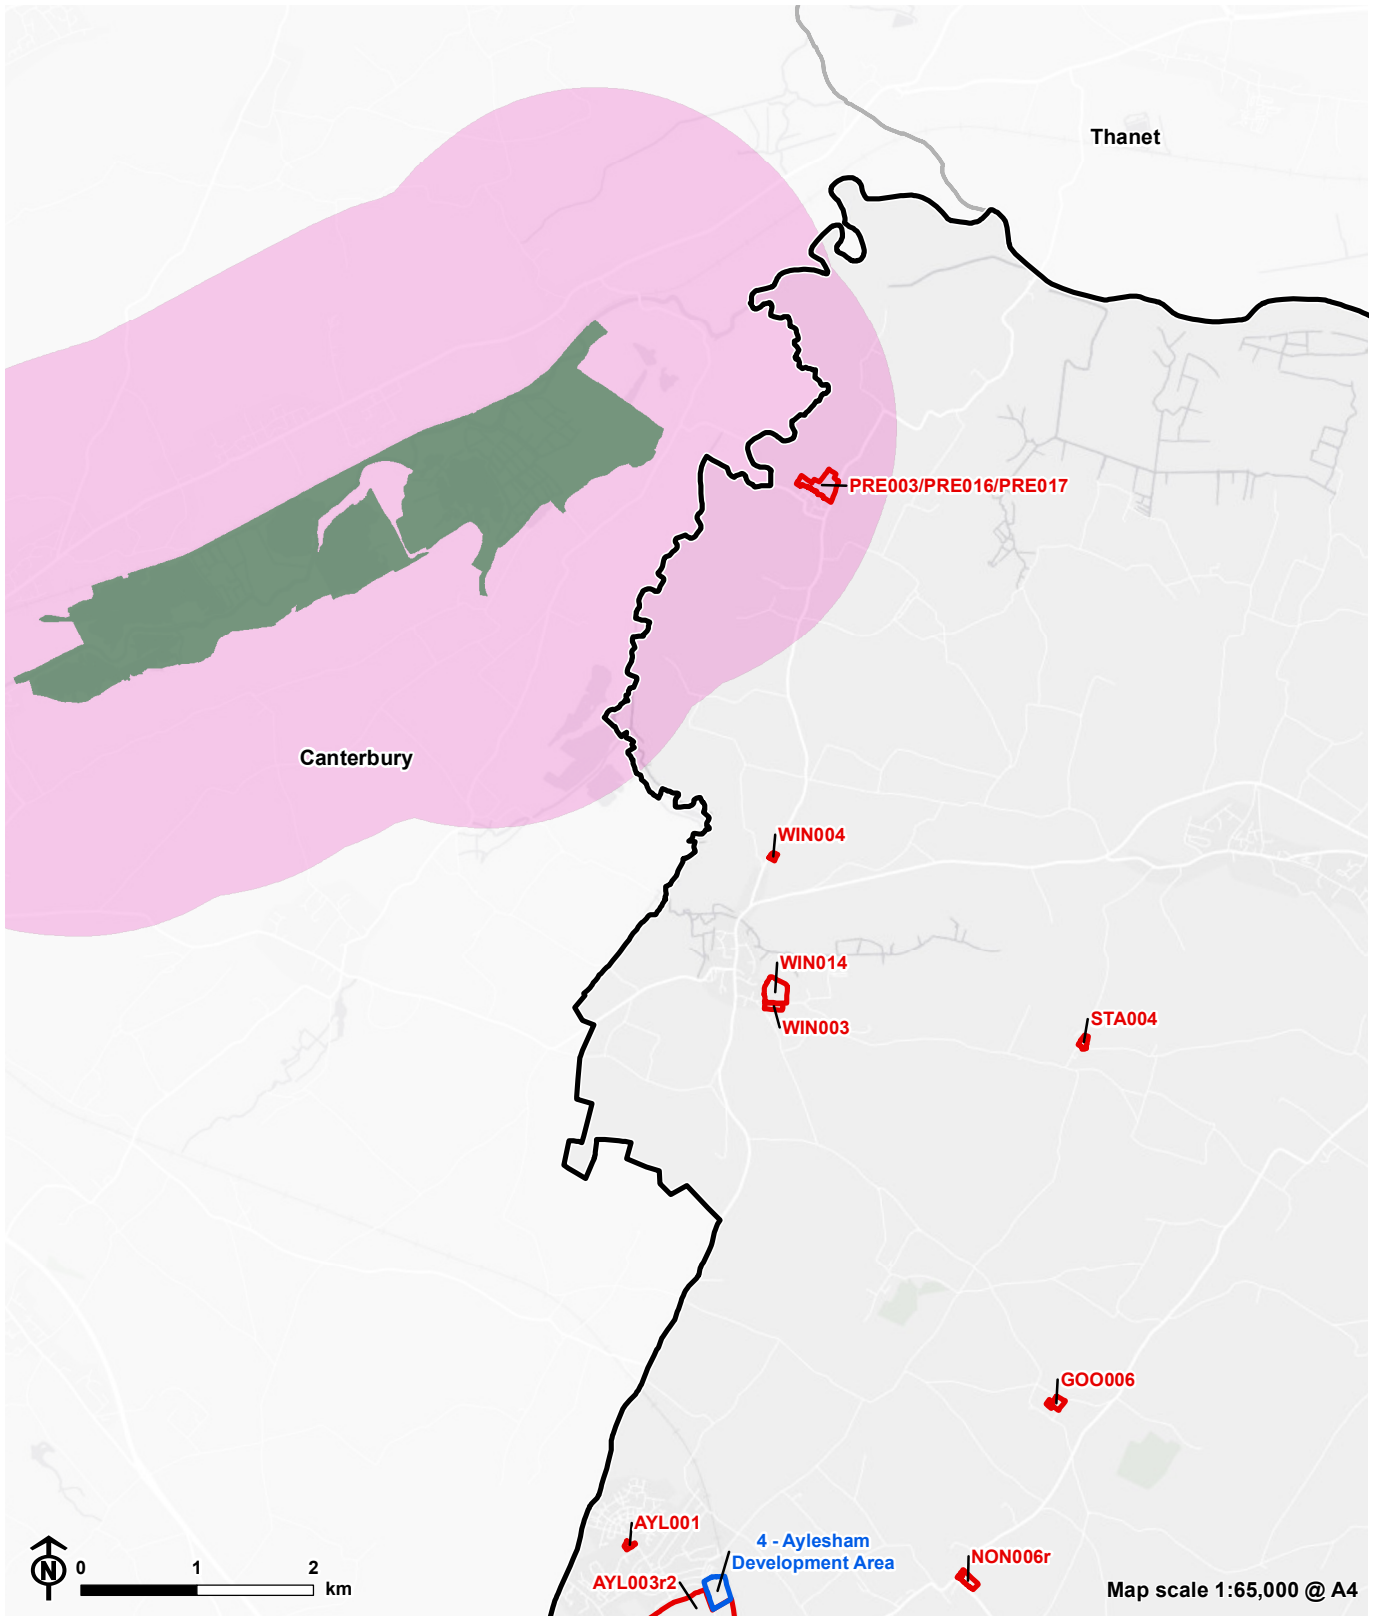 Thanet
PRE003/PRE016/PRE017
Canterbury
WIN004
WIN014
STA004
WIN003
GOO006
AYL001
4 - Aylesham
Development Area
NON006r
AYL003r2
N
0 1 2
km
Map scale 1:65,000 @ A4